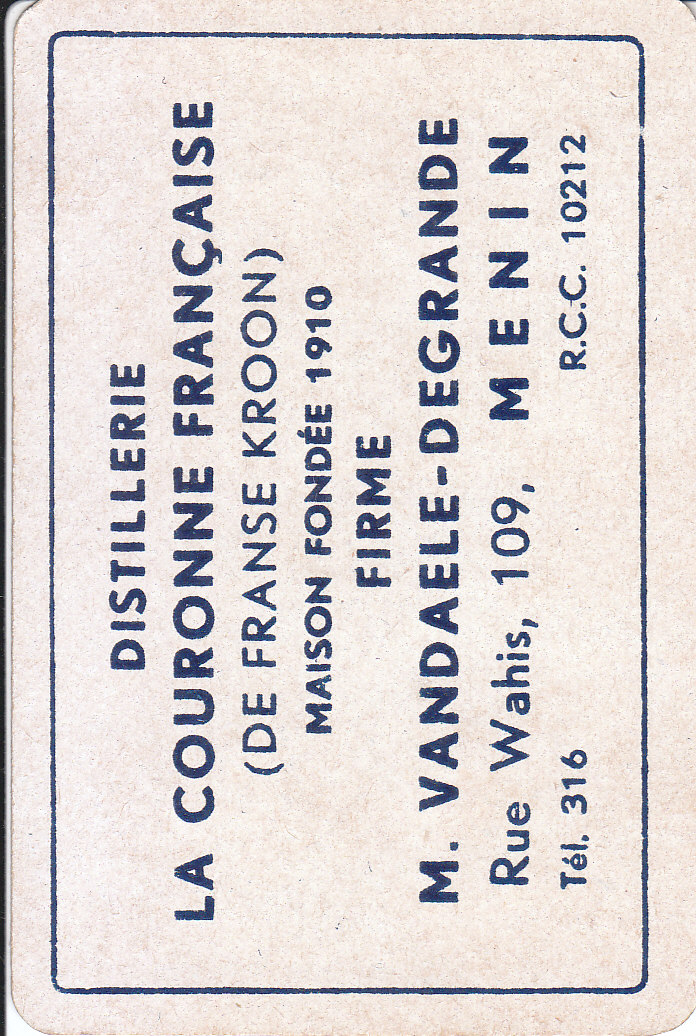 DISTILLERIE
LA COURONNE FRANÇAISE
(DE FRANSE KROON)
MAISON FONDÉE 1910
FIRME
M. VANDAELE-DEGRANDE
Rue Wahis, 109, MENIN
Tél. 316 R.C.C. 10212